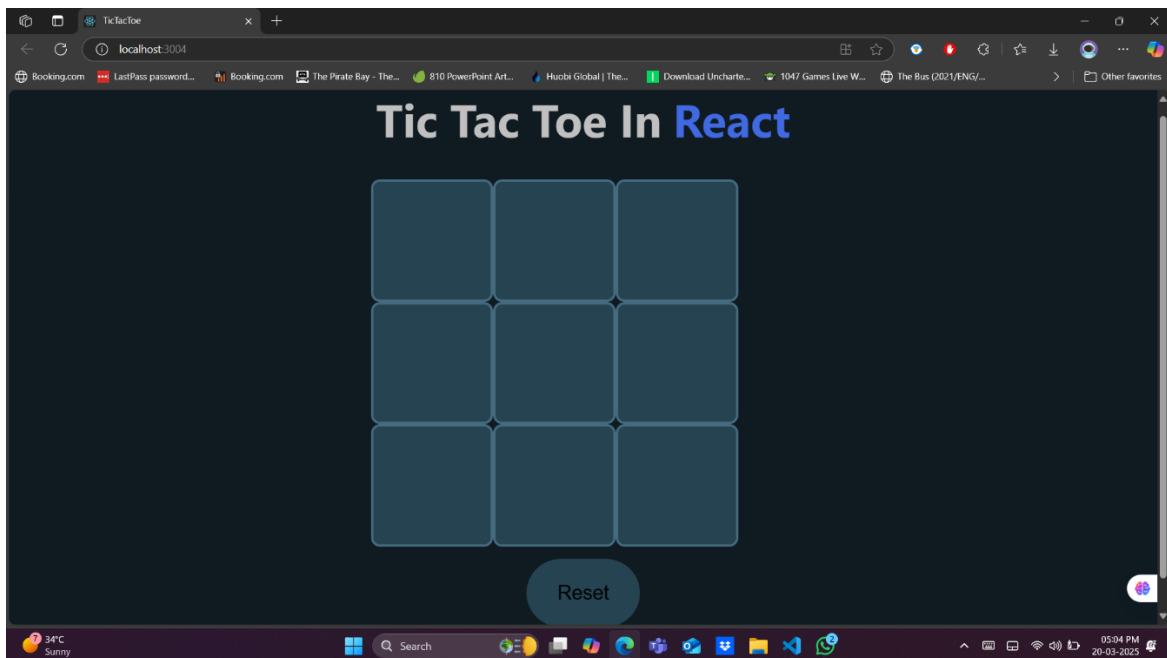 TicTacToe
localhost:3004
Booking.com LastPass password... Booking.com The Pirate Bay - The... 810 PowerPoint Art... Huobi Global | The... Download Uncharte... 1047 Games Live W... The Bus (2021/ENG/... Other favorites
Tic Tac Toe In React
Reset
7 34°C
Sunny
Search
2
05:04 PM
20-03-2025